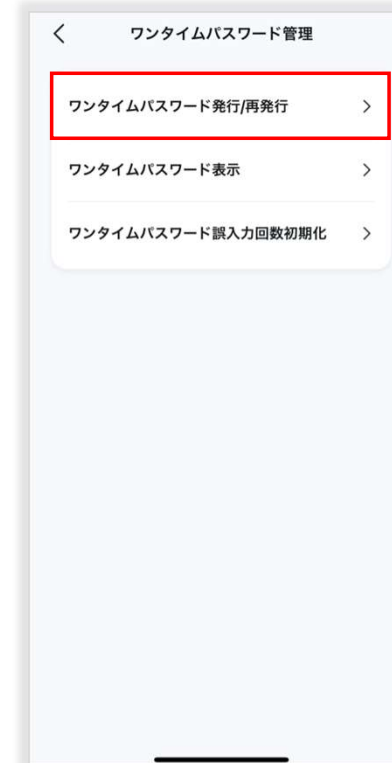 ワンタイムパスワード管理
ワンタイムパスワード発行/再発行
ワンタイムパスワード表示
ワンタイムパスワード誤入力回数初期化